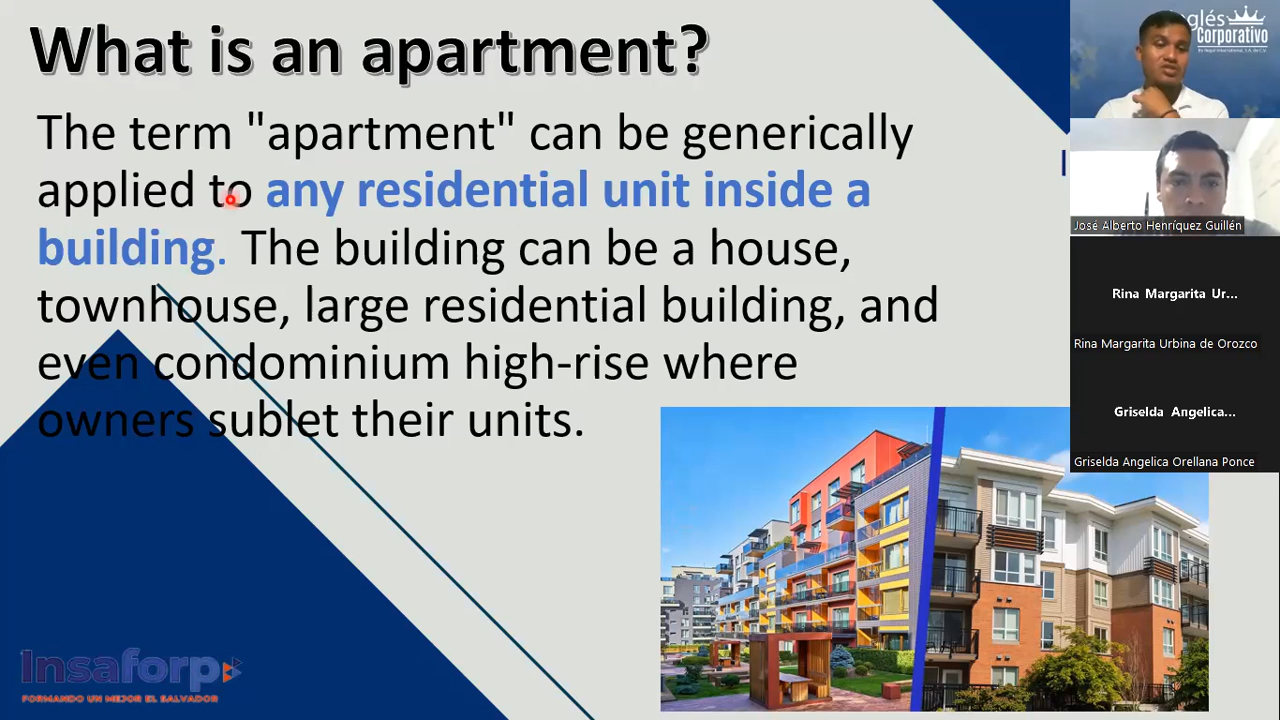 What is an apartment?
The term "apartment" can be generically
applied to any residential unit inside a
building. The building can be a house,
townhouse, large residential building, and
even condominium high-rise where
owners sublet their units.
Insaforp
FORMANDO UN MEJOR EL SALVADOR
Inglés
Corporativo
José Alberto Henríquez Guillén
Rina Margarita Ur...
Rina Margarita Urbina de Orozco
Griselda Angelica...
Griselda Angelica Orellana Ponce